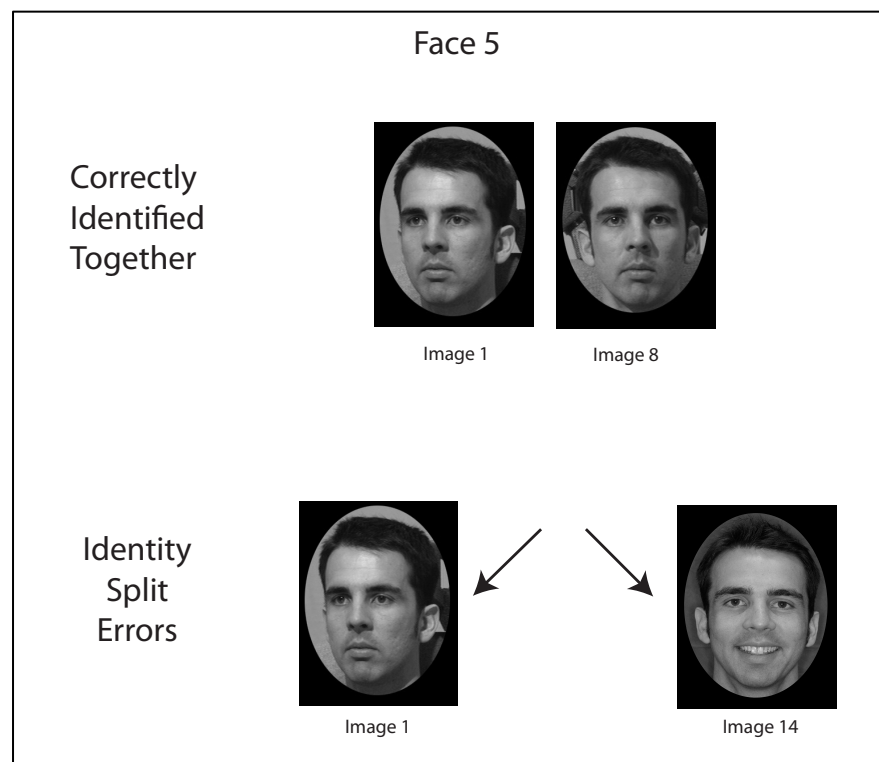 Face 5
Correctly
Identified
Together
Image 1
Image 8
Identity
Split
Errors
Image 1
Image 14